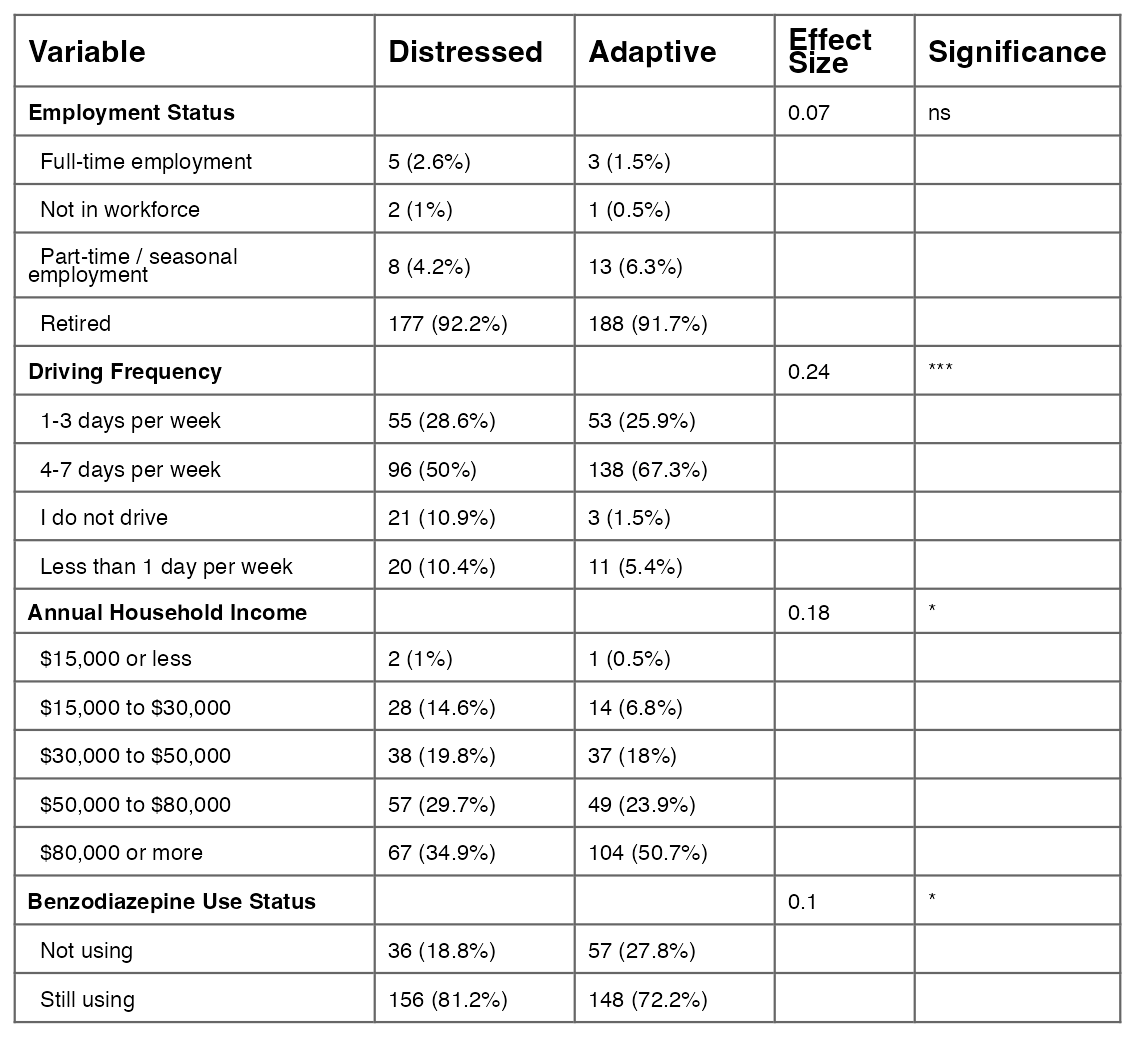 Variable Distressed Adaptive Effect Size Significance
Employment Status 0.07 ns
Full-time employment 5 (2.6%) 3 (1.5%)
Not in workforce 2 (1%) 1 (0.5%)
Part-time / seasonal employment 8 (4.2%) 13 (6.3%)
Retired 177 (92.2%) 188 (91.7%)
Driving Frequency 0.24 ***
1-3 days per week 55 (28.6%) 53 (25.9%)
4-7 days per week 96 (50%) 138 (67.3%)
I do not drive 21 (10.9%) 3 (1.5%)
Less than 1 day per week 20 (10.4%) 11 (5.4%)
Annual Household Income 0.18 *
$15,000 or less 2 (1%) 1 (0.5%)
$15,000 to $30,000 28 (14.6%) 14 (6.8%)
$30,000 to $50,000 38 (19.8%) 37 (18%)
$50,000 to $80,000 57 (29.7%) 49 (23.9%)
$80,000 or more 67 (34.9%) 104 (50.7%)
Benzodiazepine Use Status 0.1 *
Not using 36 (18.8%) 57 (27.8%)
Still using 156 (81.2%) 148 (72.2%)